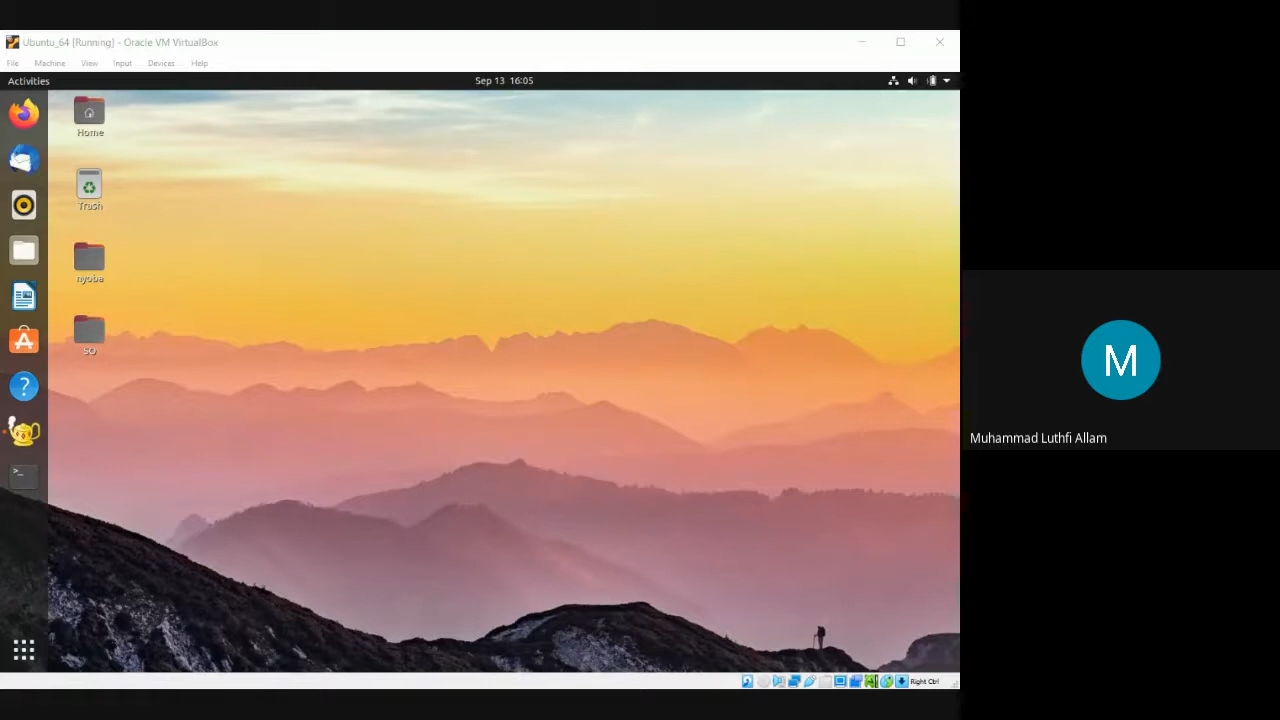 Ubuntu_64 [Running] - Oracle VM VirtualBox
File Machine View Input Devices Help
Activities
Sep 13 16:05
Home
Trash
nyoba
SO
M
Muhammad Luthfi Allam
Right Ctrl